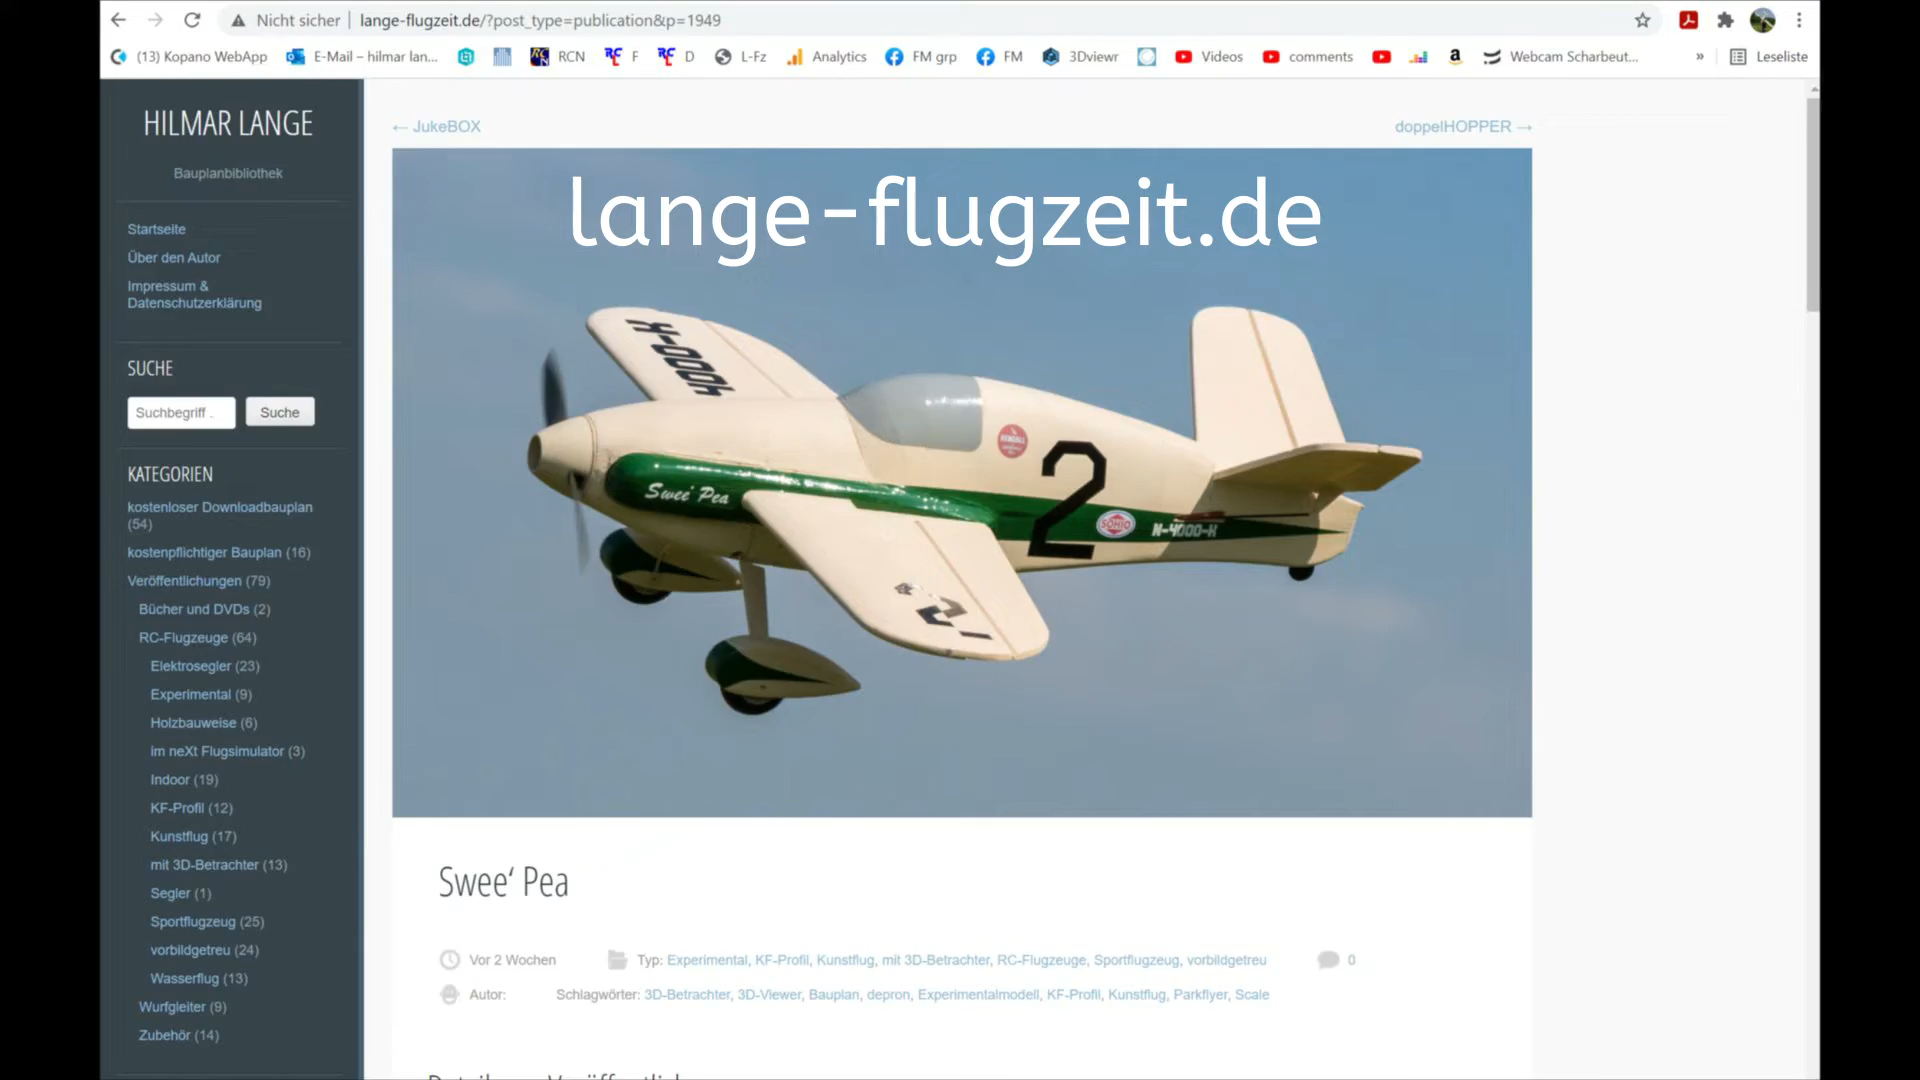 Nicht sicher | lange-flugzeit.de/?post_type=publication&p=1949
(13) Kopano WebApp
E-Mail – hilmar lan...
RCN
F
D
L-Fz
Analytics
FM grp
FM
3Dviewr
Videos
comments
Webcam Scharbeut...
»
Leseliste
HILMAR LANGE
Bauplanbibliothek
Startseite
Über den Autor
Impressum &
Datenschutzerklärung
SUCHE
Suchbegriff .
Suche
KATEGORIEN
kostenloser Downloadbauplan
(54)
kostenpflichtiger Bauplan (16)
Veröffentlichungen (79)
Bücher und DVDs (2)
RC-Flugzeuge (64)
Elektrosegler (23)
Experimental (9)
Holzbauweise (6)
im neXt Flugsimulator (3)
Indoor (19)
KF-Profil (12)
Kunstflug (17)
mit 3D-Betrachter (13)
Segler (1)
Sportflugzeug (25)
vorbildgetreu (24)
Wasserflug (13)
Wurfgleiter (9)
Zubehör (14)
← JukeBOX
doppelHOPPER →
lange-flugzeit.de
Swee' Pea
2
KENDALL
SOHIO
N-4000-K
Swee‘ Pea
Vor 2 Wochen
Typ: Experimental, KF-Profil, Kunstflug, mit 3D-Betrachter, RC-Flugzeuge, Sportflugzeug, vorbildgetreu
0
Autor:
Schlagwörter: 3D-Betrachter, 3D-Viewer, Bauplan, depron, Experimentalmodell, KF-Profil, Kunstflug, Parkflyer, Scale